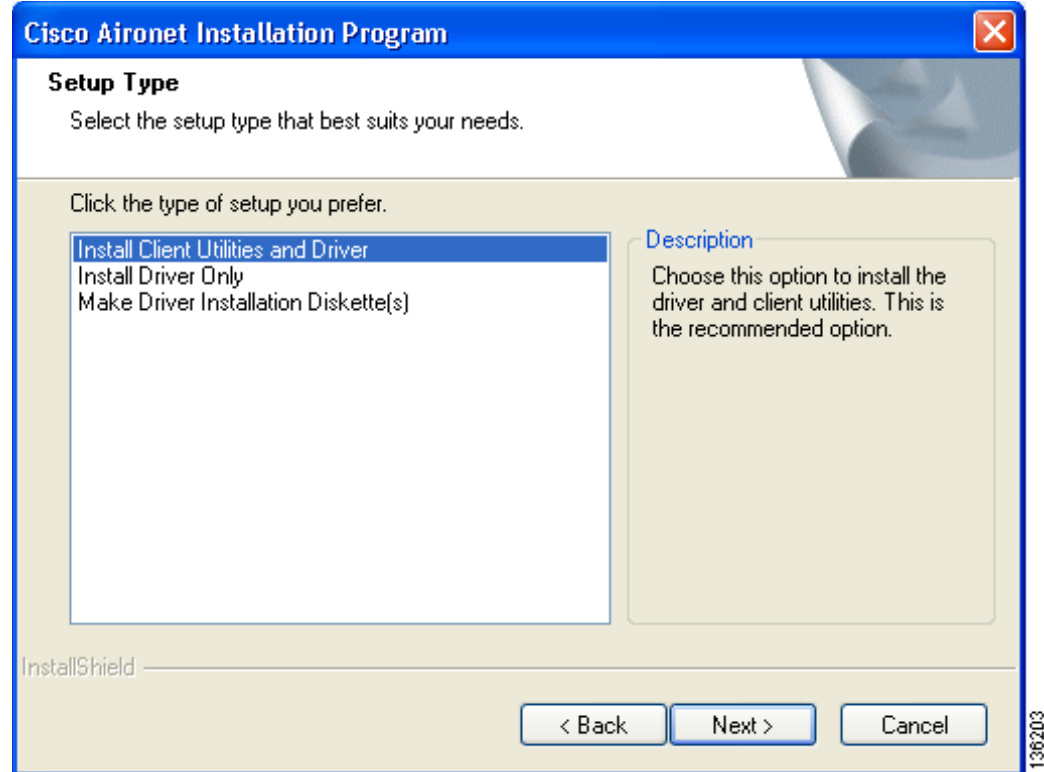 Cisco Aironet Installation Program
Setup Type
Select the setup type that best suits your needs.
Click the type of setup you prefer.
Install Client Utilities and Driver
Install Driver Only
Make Driver Installation Diskette(s)
Description
Choose this option to install the
driver and client utilities. This is
the recommended option.
InstallShield
< Back
Next >
Cancel
136203